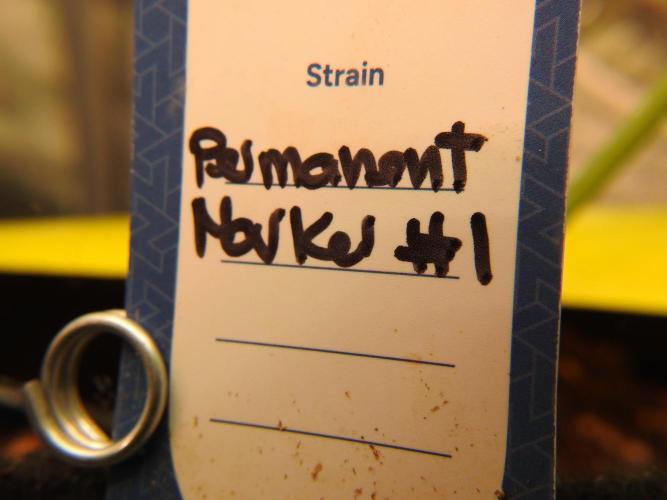 Strain
Permanent
Marker #1